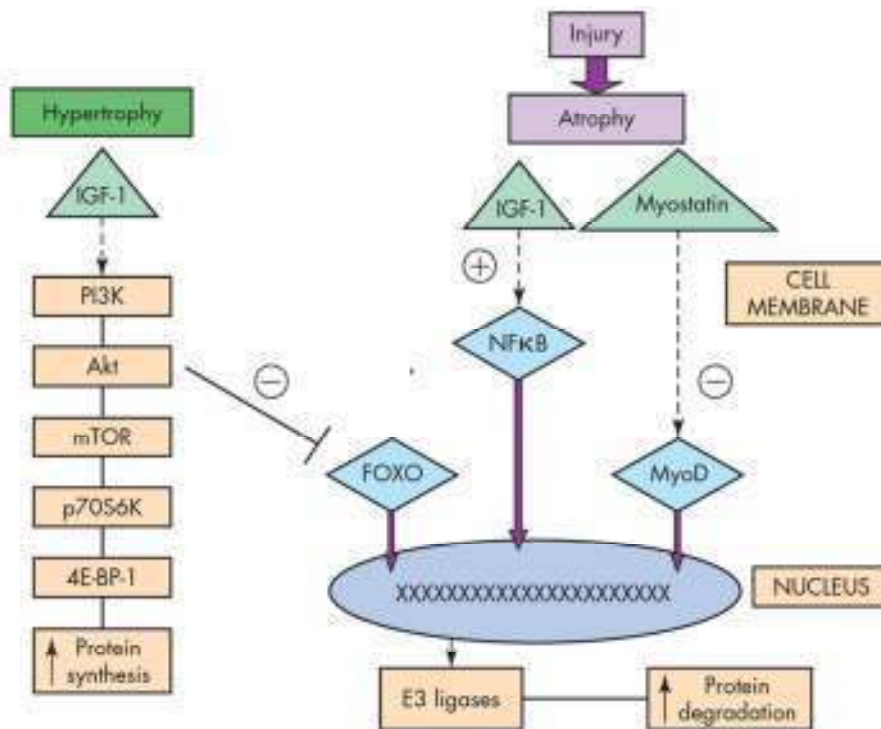 Injury
Hypertrophy
Atrophy
IGF-1
IGF-1
Myostatin
+
PI3K
CELL
MEMBRANE
NFκB
Akt
−
−
mTOR
FOXO
MyoD
p70S6K
4E-BP-1
XXXXXXXXXXXXXXXXXXXXXXX
NUCLEUS
↑ Protein
synthesis
E3 ligases
↑ Protein
degradation